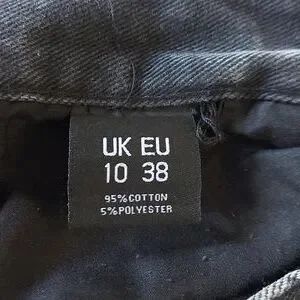 UK EU
10 38
95%COTTON
5%POLYESTER